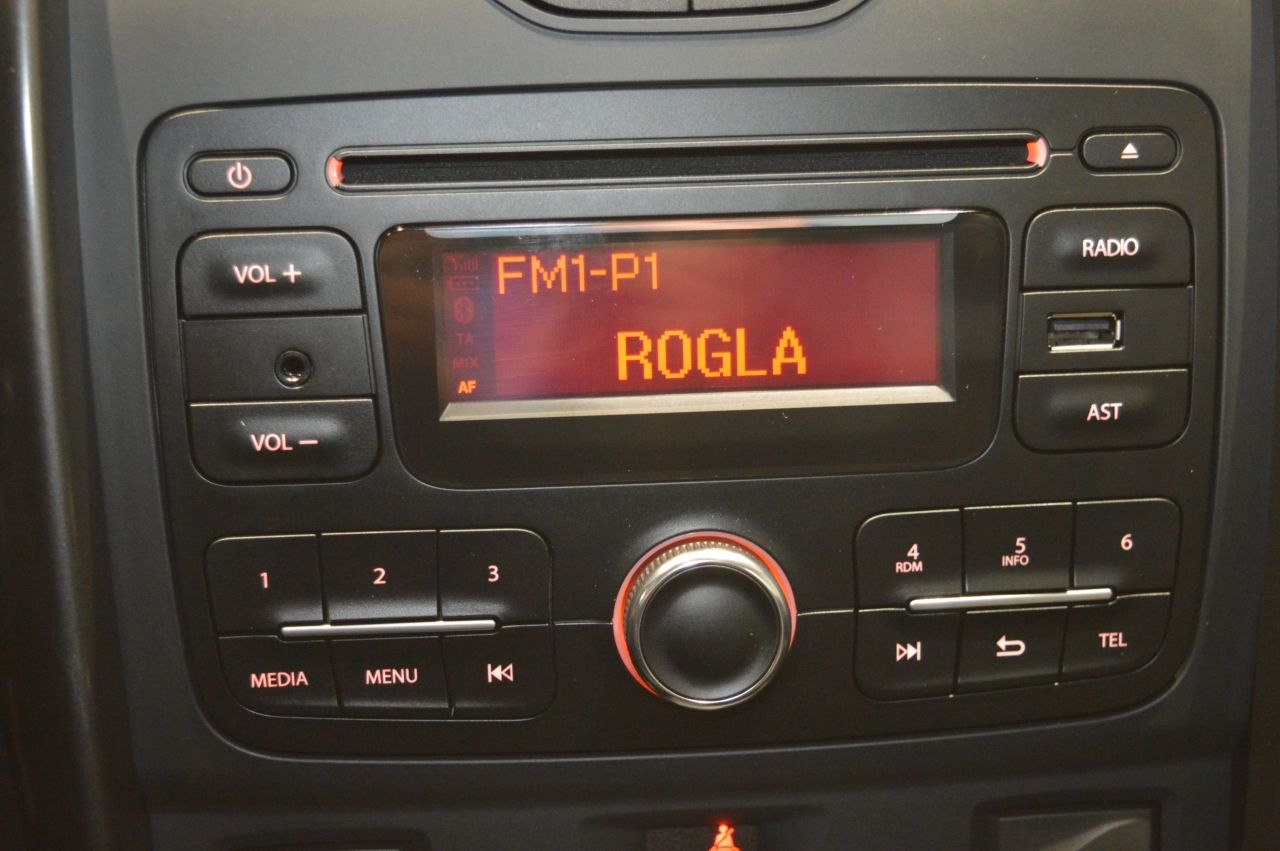 VOL +
VOL –
FM1-P1
TA
MIX
AF
ROGLA
RADIO
AST
1
2
3
MEDIA
MENU
4
RDM
5
INFO
6
TEL